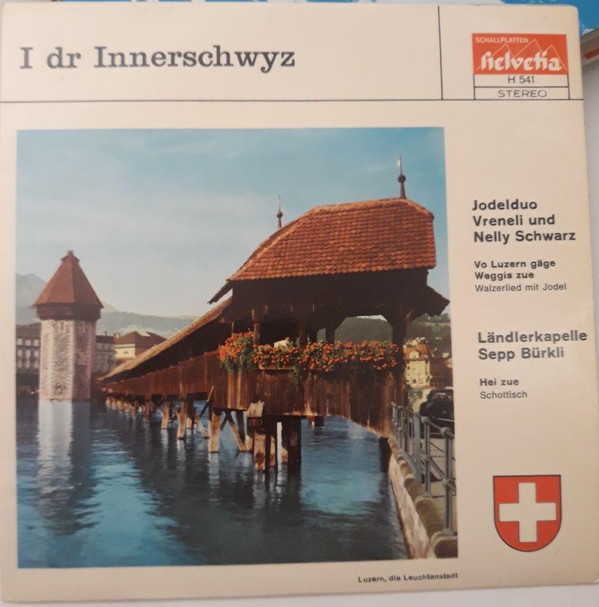 I dr Innerschwyz
SCHALLPLATTEN
helvetia
H 541
STEREO
Jodelduo
Vreneli und
Nelly Schwarz
Vo Luzern gäge
Weggis zue
Walzerlied mit Jodel
Ländlerkapelle
Sepp Bürkli
Hei zue
Schottisch
Luzern, die Leuchtenstadt